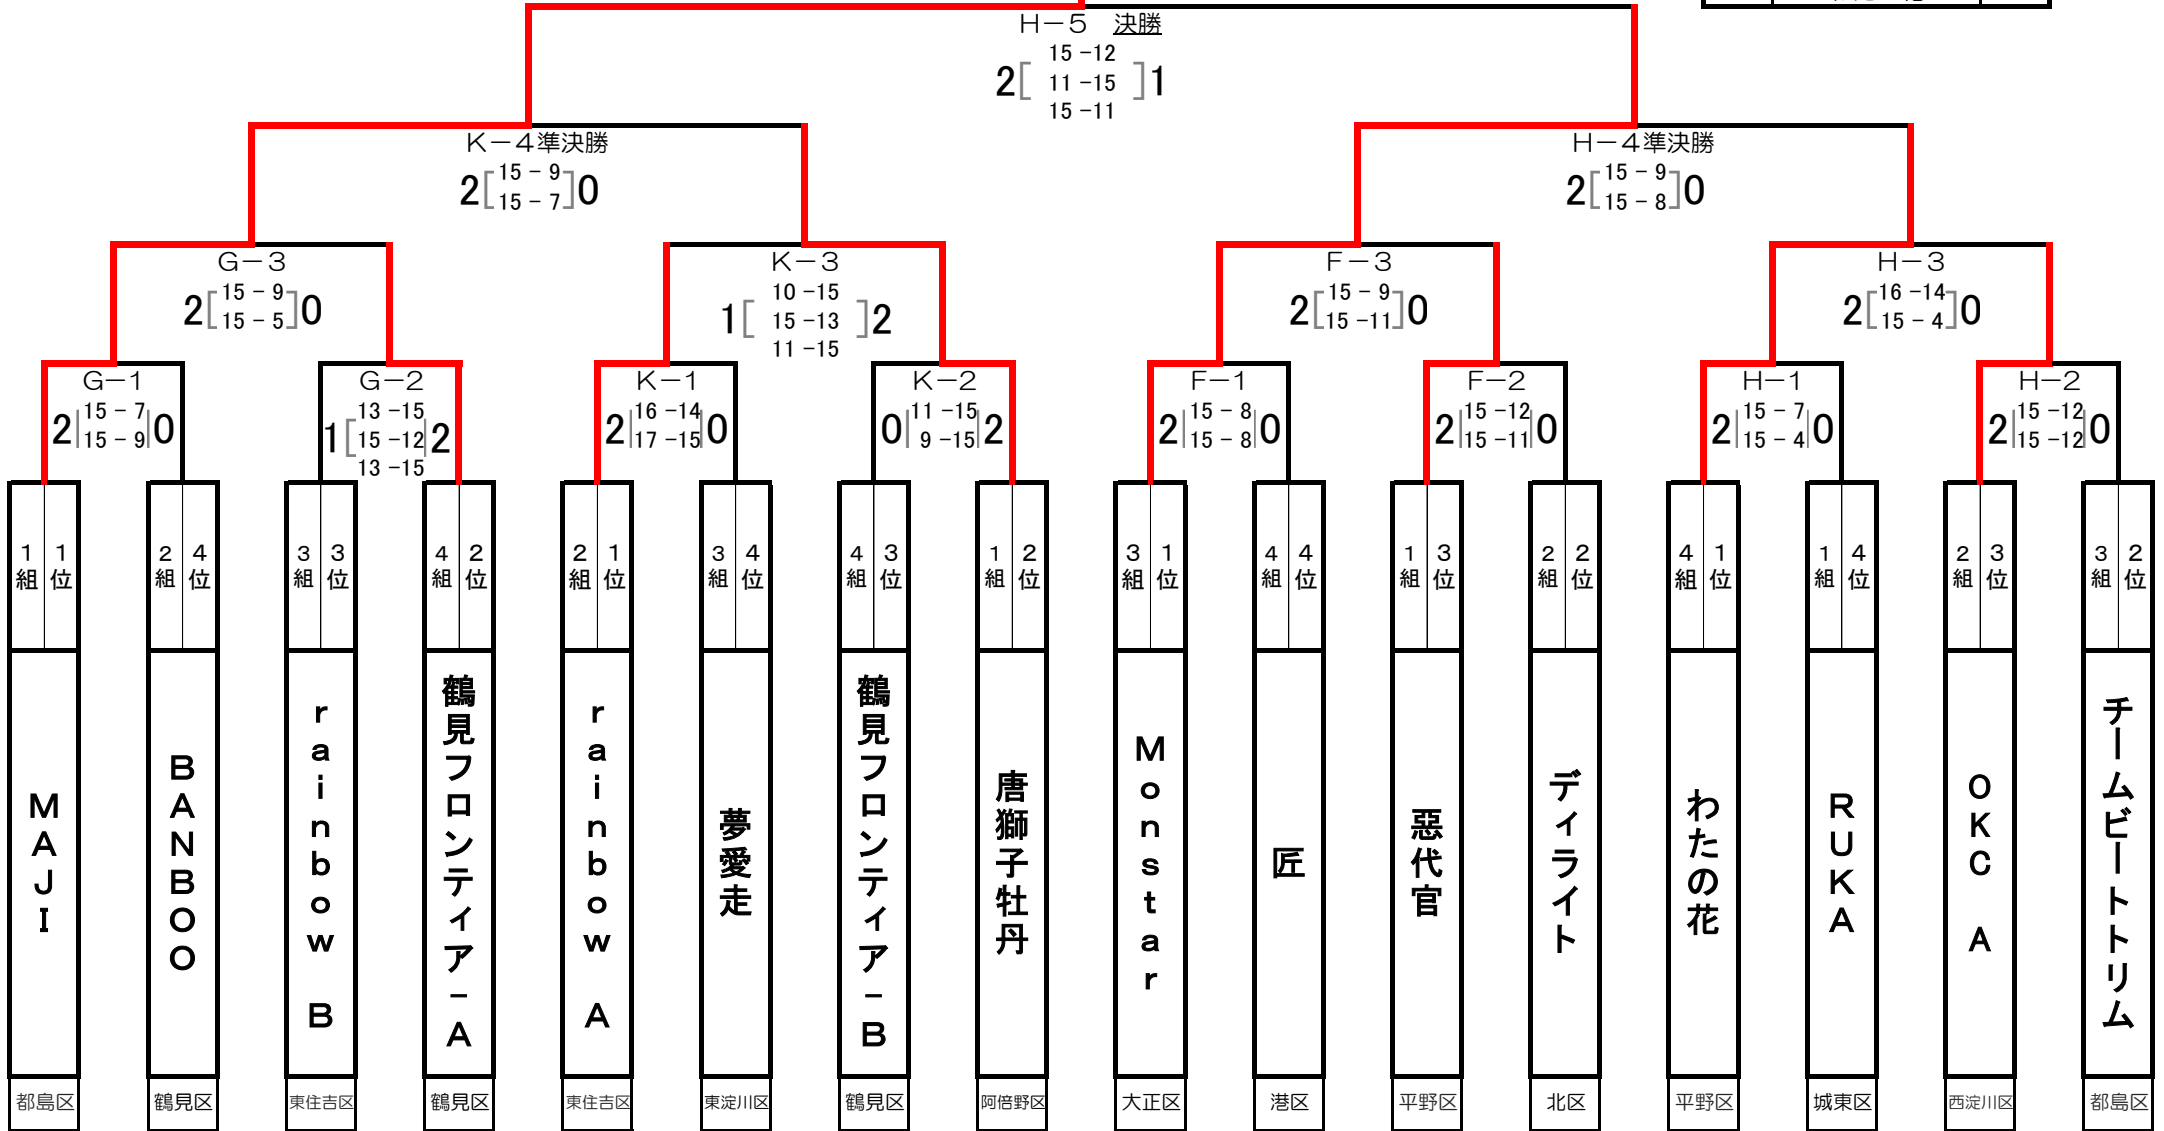 H－5 決勝
15 －12
2[ 11 －15 ]1
15 －11
K－4準決勝
15 － 9
2[ ]0
15 － 7
H－4準決勝
15 － 9
2[ ]0
15 － 8
G－3
15 － 9
2[ ]0
15 － 5
K－3
10 －15
1[ 15 －13 ]2
11 －15
F－3
15 － 9
2[ ]0
15 －11
H－3
16 －14
2[ ]0
15 － 4
G－1
15 － 7
2| |0
15 － 9
G－2
13 －15
1[ 15 －12 |2
13 －15
K－1
16 －14
2| |0
17 －15
K－2
11 －15
0| |2
9 －15
F－1
15 － 8
2| |0
15 － 8
F－2
15 －12
2| |0
15 －11
H－1
15 － 7
2| |0
15 － 4
H－2
15 －12
2| |0
15 －12
1組 1位
MAJI
都島区
2組 4位
BANBOO
鶴見区
3組 3位
rainbow B
東住吉区
4組 2位
鶴見フロンティア-A
鶴見区
2組 1位
rainbow A
東住吉区
3組 4位
夢愛走
東淀川区
4組 3位
鶴見フロンティア-B
鶴見区
1組 2位
唐獅子牡丹
阿倍野区
3組 1位
Monstar
大正区
4組 4位
匠
港区
1組 3位
惡代官
平野区
2組 2位
ディライト
北区
4組 1位
わたの花
平野区
1組 4位
RUKA
城東区
2組 3位
OKC A
西淀川区
3組 2位
チームビートトリム
都島区